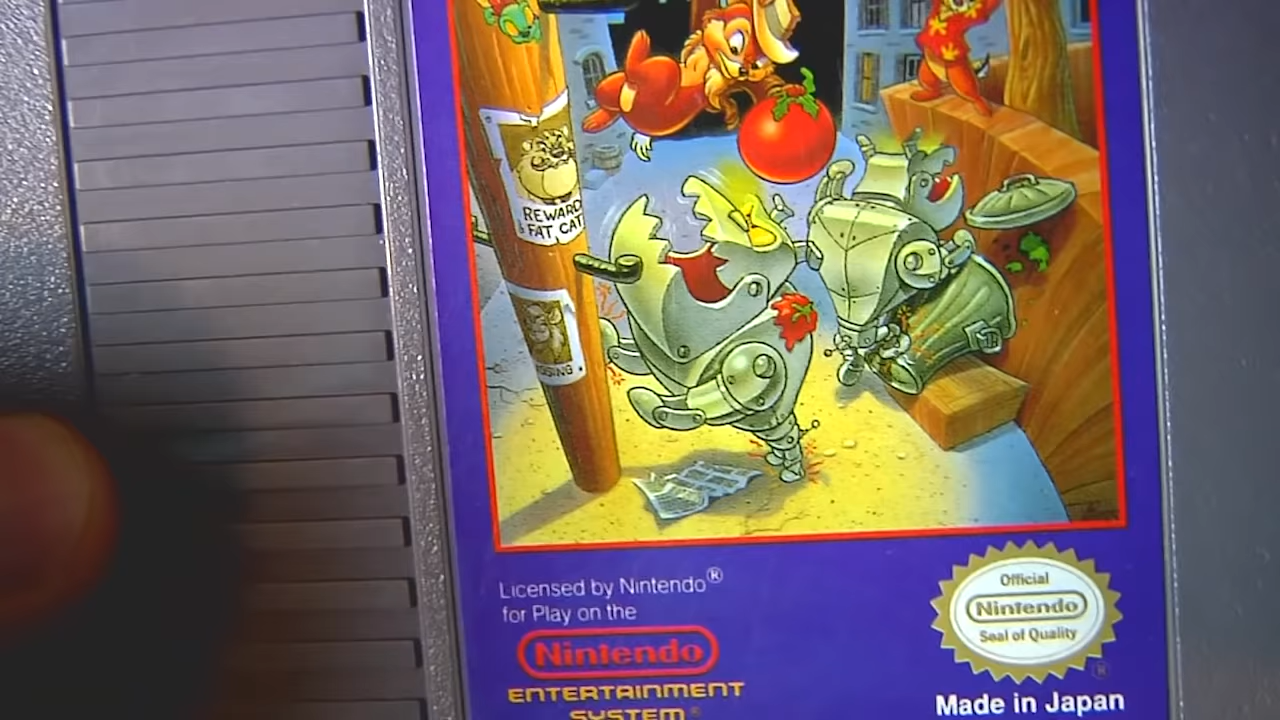 REWARD
FAT CAT
Licensed by Nintendo®
for Play on the
Nintendo
ENTERTAINMENT
SYSTEM®
Official
Nintendo
Seal of Quality
®
Made in Japan